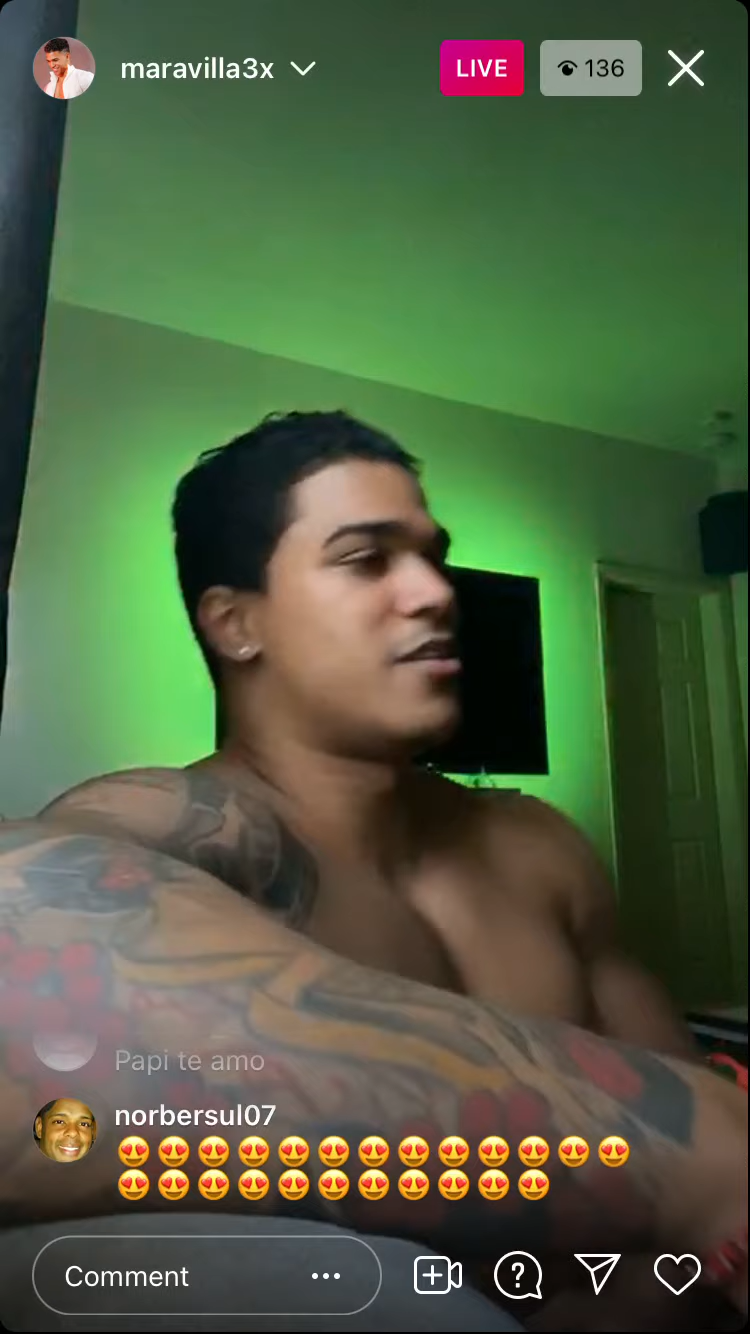 maravilla3x
LIVE
136
Papi te amo
norbersul07
😍😍😍😍😍😍😍😍😍😍😍😍😍
😍😍😍😍😍😍😍😍😍😍😍
Comment